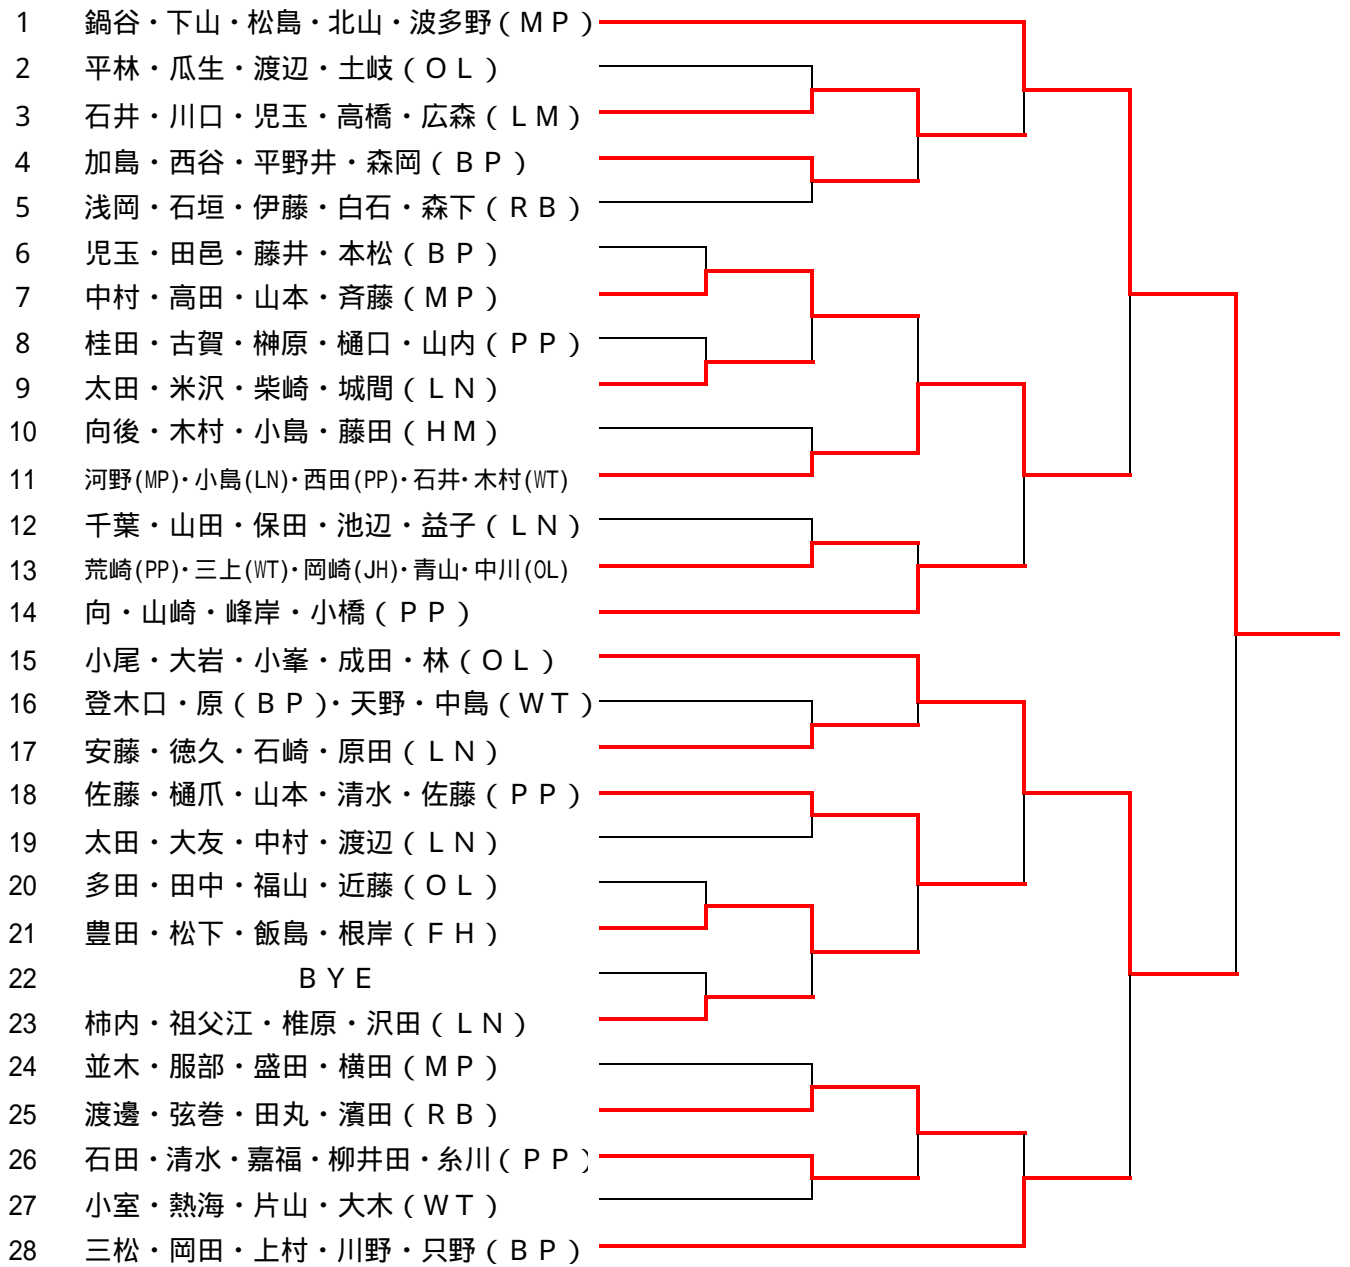 1 鍋谷・下山・松島・北山・波多野(ＭＰ)
2 平林・瓜生・渡辺・土岐(ＯＬ)
3 石井・川口・児玉・高橋・広森(ＬＭ)
4 加島・西谷・平野井・森岡(ＢＰ)
5 浅岡・石垣・伊藤・白石・森下(ＲＢ)
6 児玉・田邑・藤井・本松(ＢＰ)
7 中村・高田・山本・斉藤(ＭＰ)
8 桂田・古賀・榊原・樋口・山内(ＰＰ)
9 太田・米沢・柴崎・城間(ＬＮ)
10 向後・木村・小島・藤田(ＨＭ)
11 河野(MP)・小島(LN)・西田(PP)・石井・木村(WT)
12 千葉・山田・保田・池辺・益子(ＬＮ)
13 荒崎(PP)・三上(WT)・岡崎(JH)・青山・中川(OL)
14 向・山崎・峰岸・小橋(ＰＰ)
15 小尾・大岩・小峯・成田・林(ＯＬ)
16 登木口・原(ＢＰ)・天野・中島(ＷＴ)
17 安藤・徳久・石崎・原田(ＬＮ)
18 佐藤・樋爪・山本・清水・佐藤(ＰＰ)
19 太田・大友・中村・渡辺(ＬＮ)
20 多田・田中・福山・近藤(ＯＬ)
21 豊田・松下・飯島・根岸(ＦＨ)
22 ＢＹＥ
23 柿内・祖父江・椎原・沢田(ＬＮ)
24 並木・服部・盛田・横田(ＭＰ)
25 渡邊・弦巻・田丸・濱田(ＲＢ)
26 石田・清水・嘉福・柳井田・糸川(ＰＰ)
27 小室・熱海・片山・大木(ＷＴ)
28 三松・岡田・上村・川野・只野(ＢＰ)